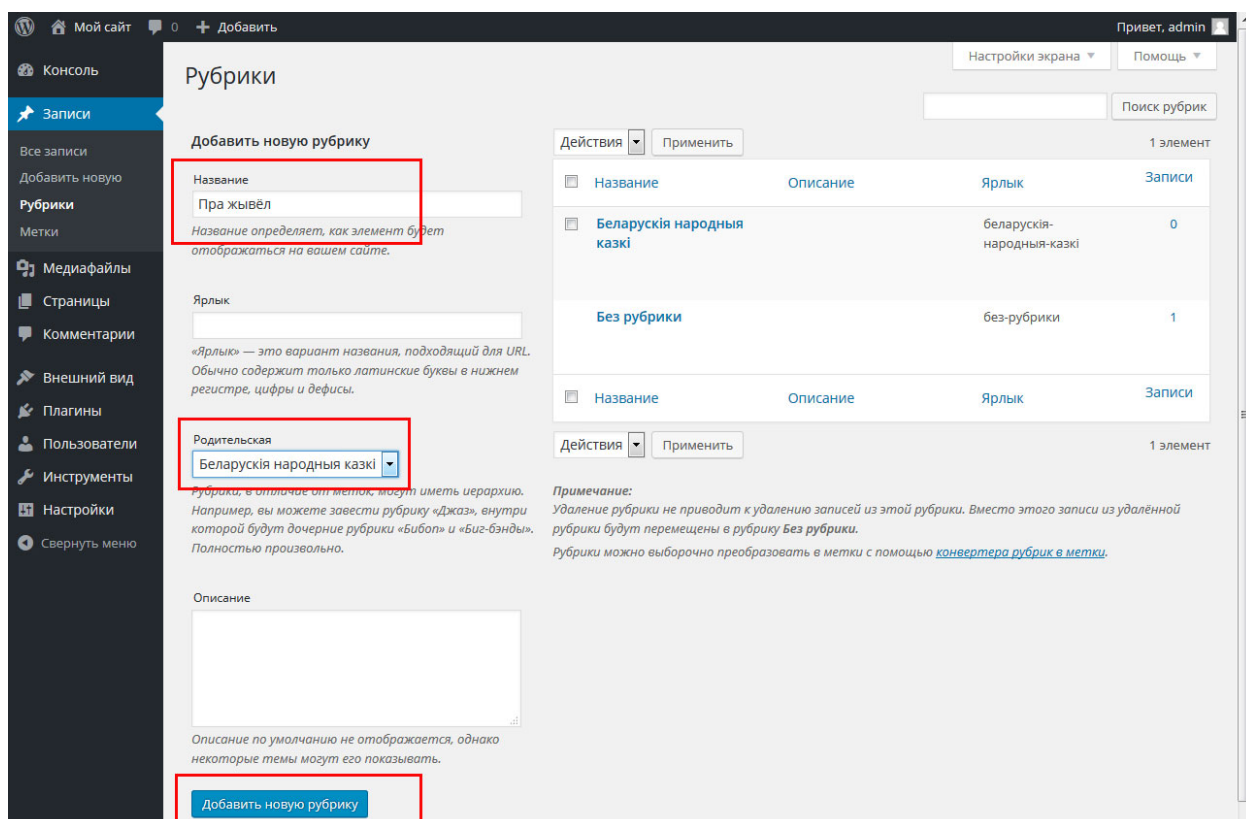 Мой сайт 0 Добавить Привет, admin
Консоль
Записи
Все записи
Добавить новую
Рубрики
Метки
Медиафайлы
Страницы
Комментарии
Внешний вид
Плагины
Пользователи
Инструменты
Настройки
Свернуть меню
Настройки экрана Помощь
Рубрики
Поиск рубрик
Добавить новую рубрику
Название
Пра жывёл
Название определяет, как элемент будет
отображаться на вашем сайте.
Ярлык
«Ярлык» — это вариант названия, подходящий для URL.
Обычно содержит только латинские буквы в нижнем
регистре, цифры и дефисы.
Родительская
Беларускія народныя казкі
Рубрики, в отличие от меток, могут иметь иерархию.
Например, вы можете завести рубрику «Джаз», внутри
которой будут дочерние рубрики «Бибоп» и «Биг-бэнды».
Полностью произвольно.
Описание
Описание по умолчанию не отображается, однако
некоторые темы могут его показывать.
Добавить новую рубрику
Действия Применить 1 элемент
Название Описание Ярлык Записи
Беларускія народныя беларускія- 0
казкі народныя-казкі
Без рубрики без-рубрики 1
Название Описание Ярлык Записи
Действия Применить 1 элемент
Примечание:
Удаление рубрики не приводит к удалению записей из этой рубрики. Вместо этого записи из удалённой
рубрики будут перемещены в рубрику Без рубрики.
Рубрики можно выборочно преобразовать в метки с помощью конвертера рубрик в метки.